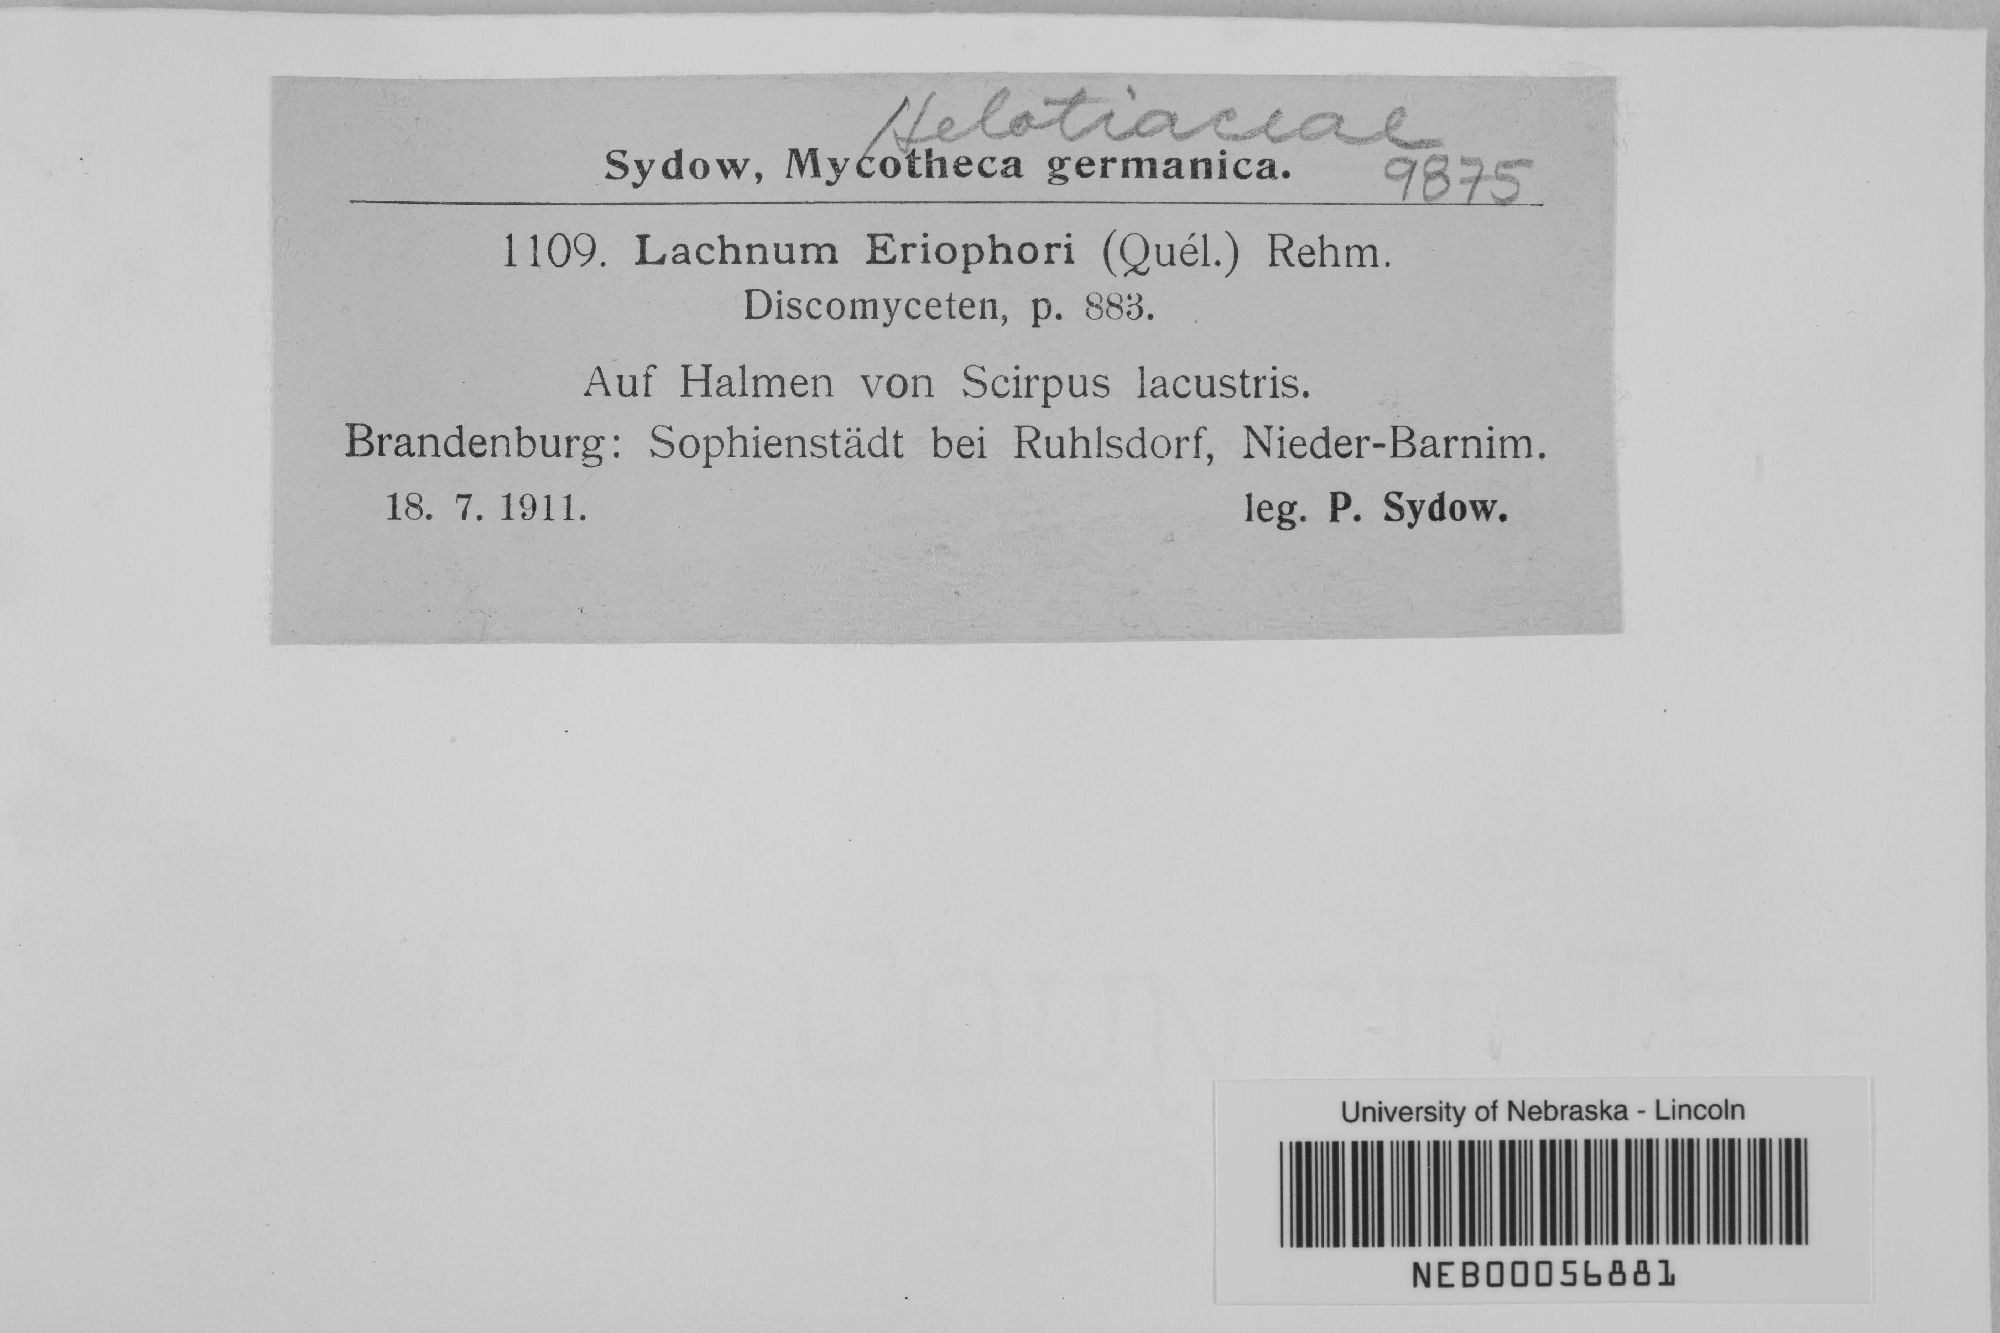 Helotiaceae
Sydow, Mycotheca germanica.
9875
1109. Lachnum Eriophori (Quél.) Rehm.
Discomyceten, p. 883.
Auf Halmen von Scirpus lacustris.
Brandenburg: Sophienstädt bei Ruhlsdorf, Nieder-Barnim.
18. 7. 1911. leg. P. Sydow.
University of Nebraska - Lincoln
NEB00056881